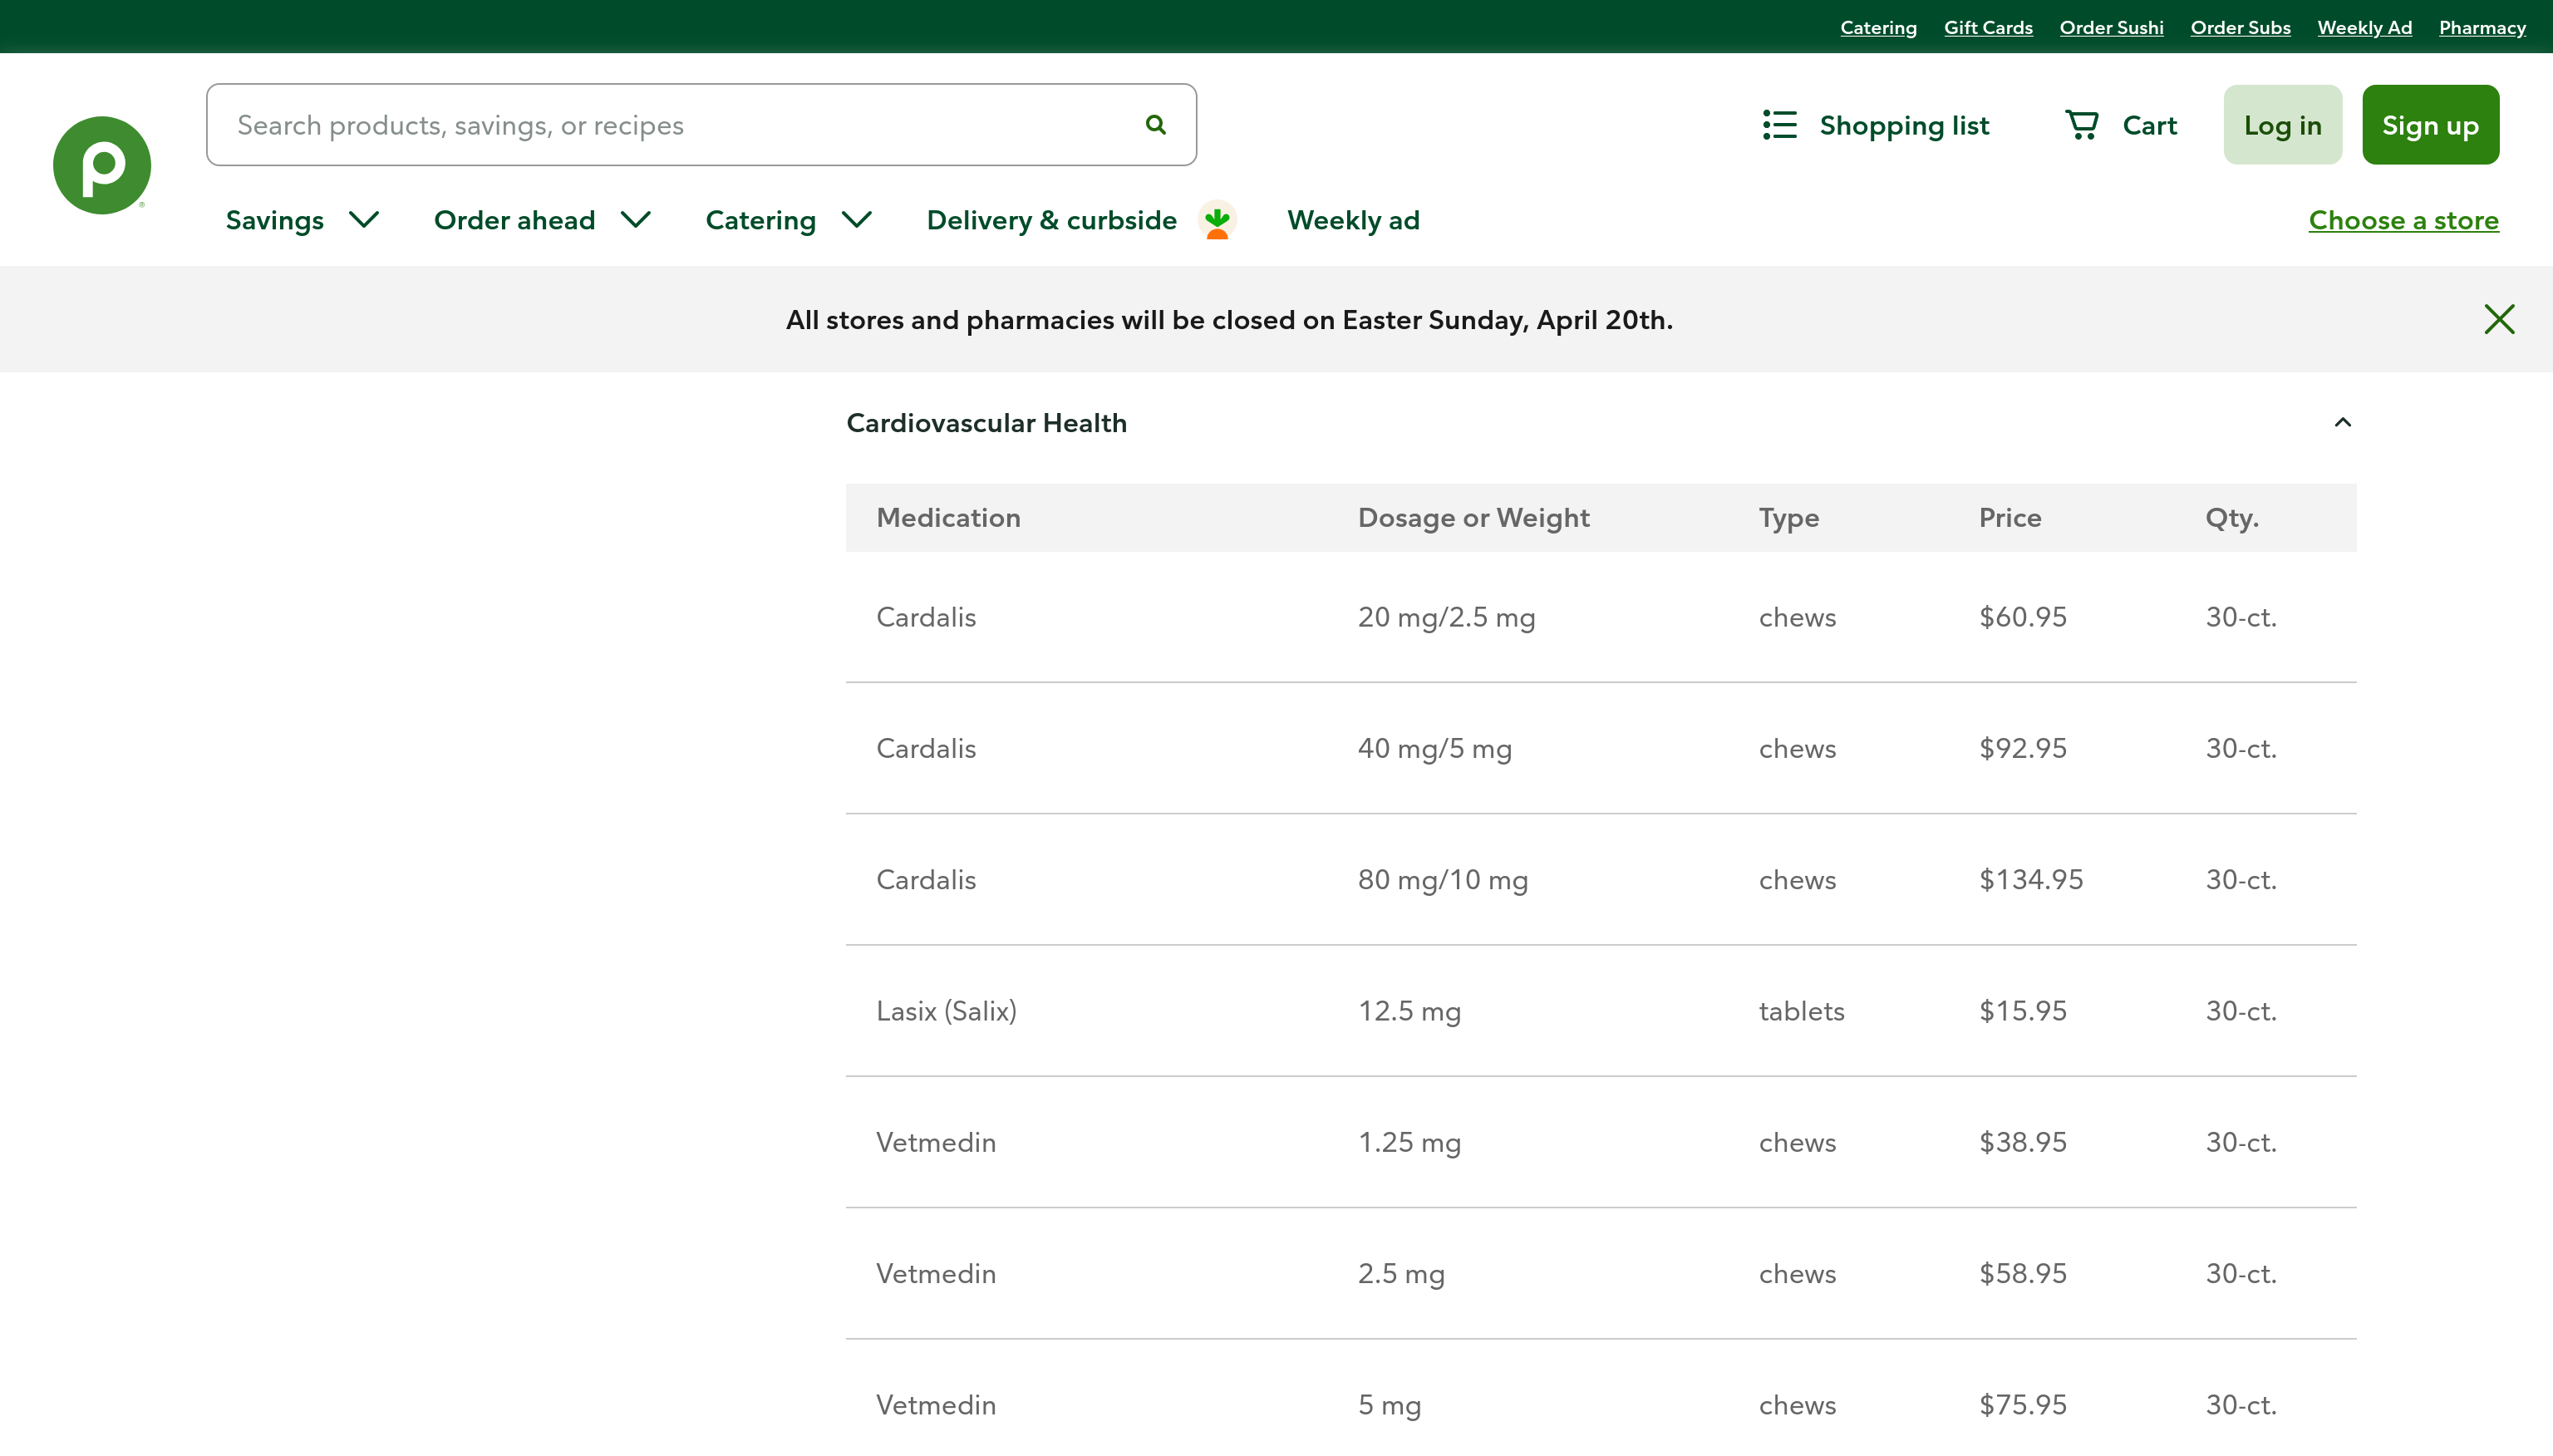 Catering Gift Cards Order Sushi Order Subs Weekly Ad Pharmacy
Search products, savings, or recipes
Shopping list Cart Log in Sign up
p
Savings Order ahead Catering Delivery & curbside Weekly ad Choose a store
All stores and pharmacies will be closed on Easter Sunday, April 20th.
Cardiovascular Health
Medication Dosage or Weight Type Price Qty.
Cardalis 20 mg/2.5 mg chews $60.95 30-ct.
Cardalis 40 mg/5 mg chews $92.95 30-ct.
Cardalis 80 mg/10 mg chews $134.95 30-ct.
Lasix (Salix) 12.5 mg tablets $15.95 30-ct.
Vetmedin 1.25 mg chews $38.95 30-ct.
Vetmedin 2.5 mg chews $58.95 30-ct.
Vetmedin 5 mg chews $75.95 30-ct.